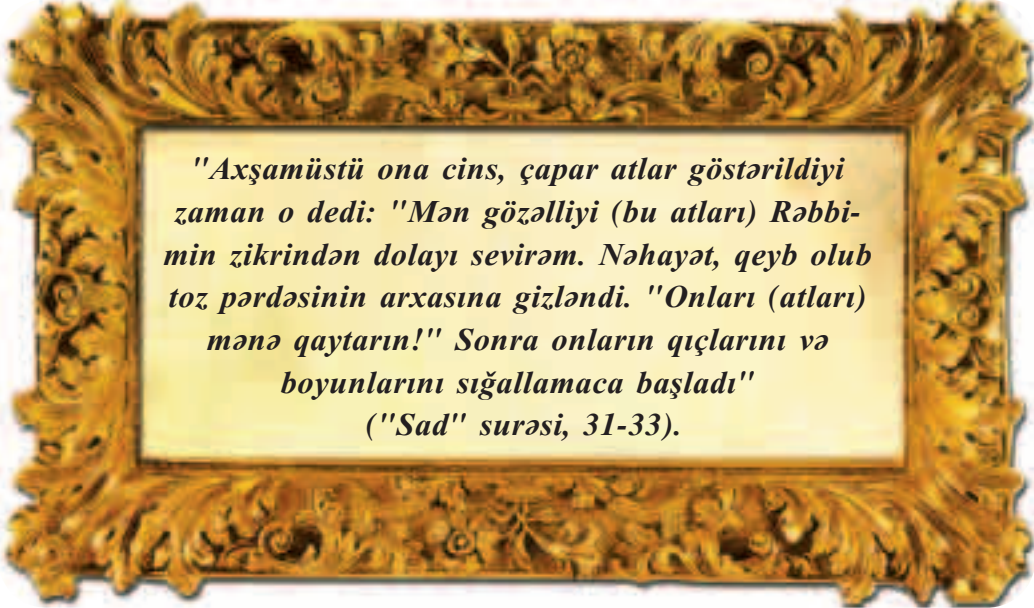 "Axşamüstü ona cins, çapar atlar göstərildiyi
zaman o dedi: "Mən gözəlliyi (bu atları) Rəbbi-
min zikrindən dolayı sevirəm. Nəhayət, qeyb olub
toz pərdəsinin arxasına gizləndi. "Onları (atları)
mənə qaytarın!" Sonra onların qıçlarını və
boyunlarını sığallamaca başladı"
("Sad" surəsi, 31-33).